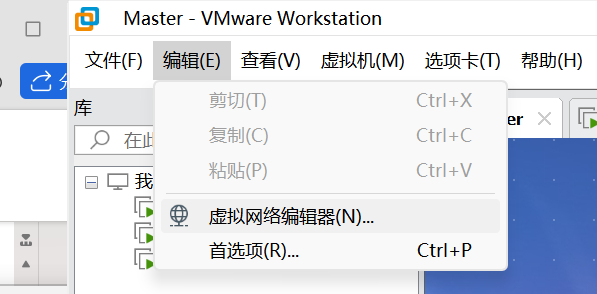 Master - VMware Workstation
文件(F) 编辑(E) 查看(V) 虚拟机(M) 选项卡(T) 帮助(H)
库
剪切(T) Ctrl+X
复制(C) Ctrl+C
在此
粘贴(P) Ctrl+V
我
虚拟网络编辑器(N)...
首选项(R)... Ctrl+P